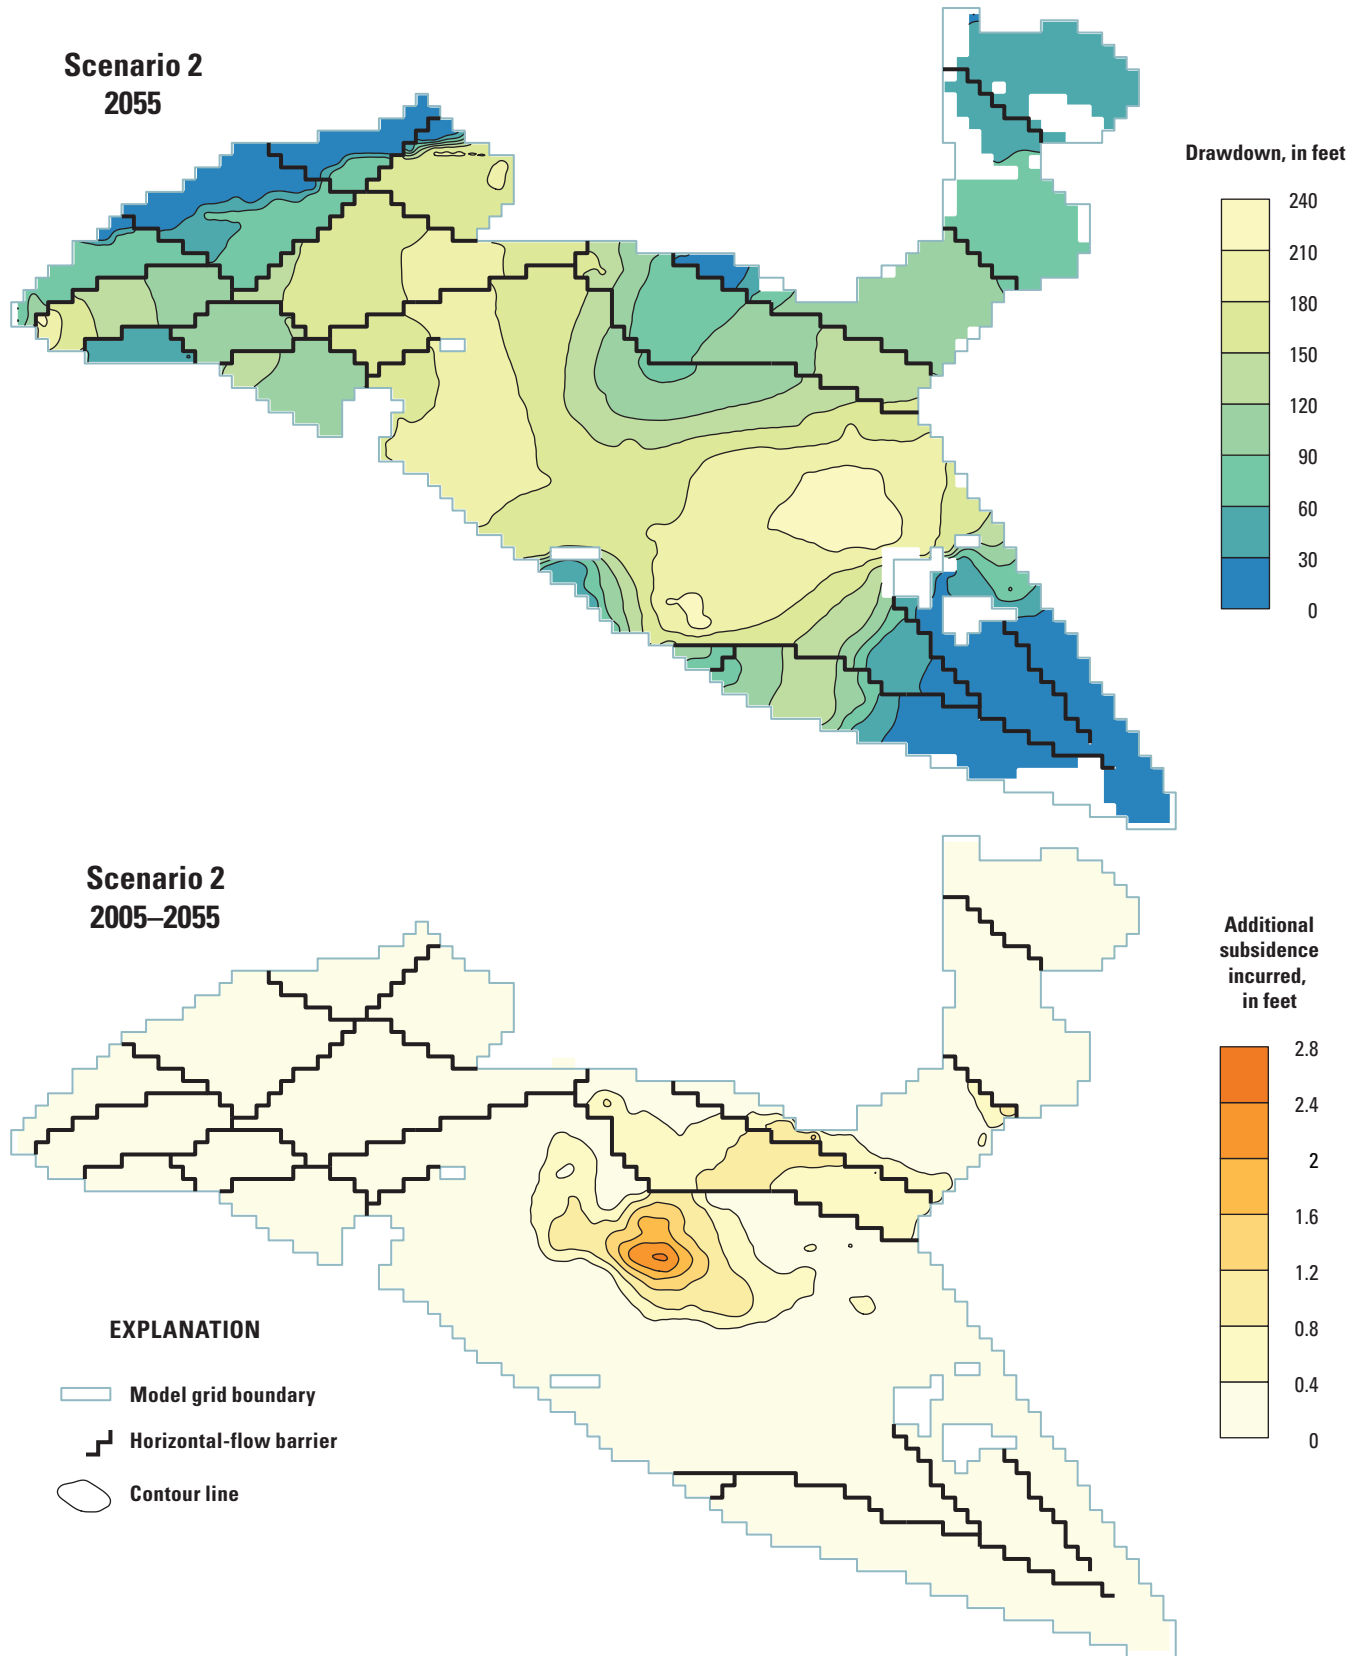 Scenario 2
2055
Drawdown, in feet
240
210
180
150
120
90
60
30
0
Scenario 2
2005–2055
Additional
subsidence
incurred,
in feet
2.8
2.4
2
1.6
1.2
0.8
0.4
0
EXPLANATION
Model grid boundary
Horizontal-flow barrier
Contour line